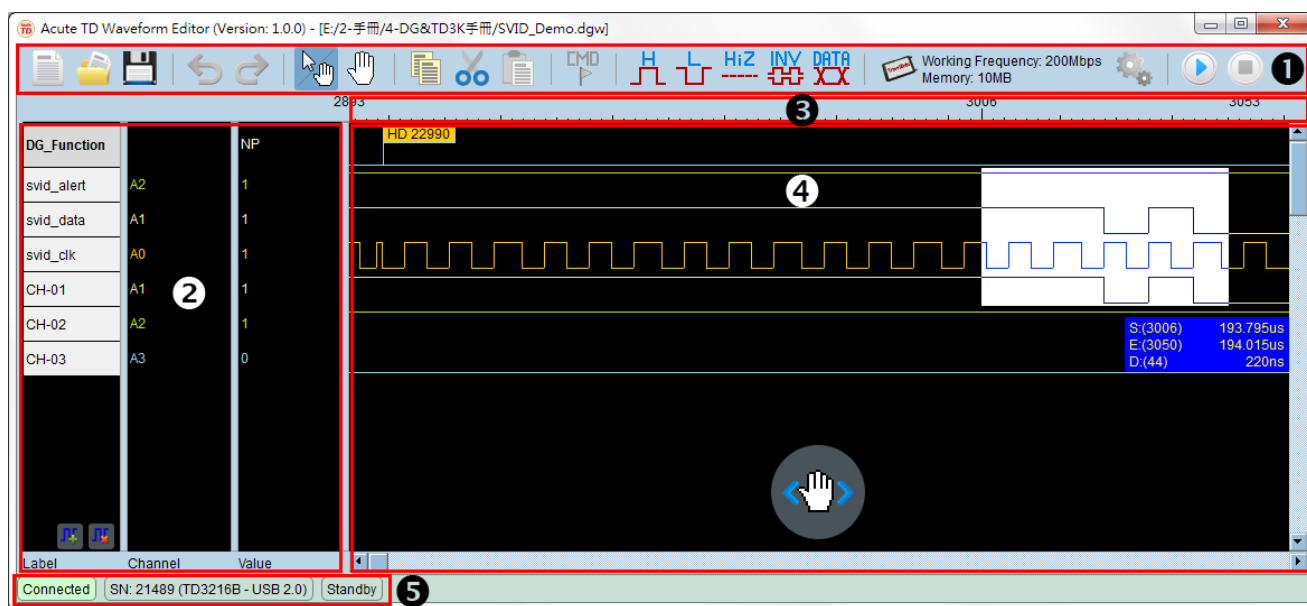 Acute TD Waveform Editor (Version: 1.0.0) - [E:/2-手冊/4-DG&TD3K手冊/SVID_Demo.dgw]
CMD H L HiZ INV DATA Working Frequency: 200Mbps
Memory: 10MB
1
2893 3006 3053
3
DG_Function NP HD 22990
svid_alert A2 1
4
svid_data A1 1
svid_clk A0 1
CH-01 A1 1
2
CH-02 A2 1
S:(3006) 193.795us
E:(3050) 194.015us
D:(44) 220ns
CH-03 A3 0
Label Channel Value
Connected SN: 21489 (TD3216B - USB 2.0) Standby 5